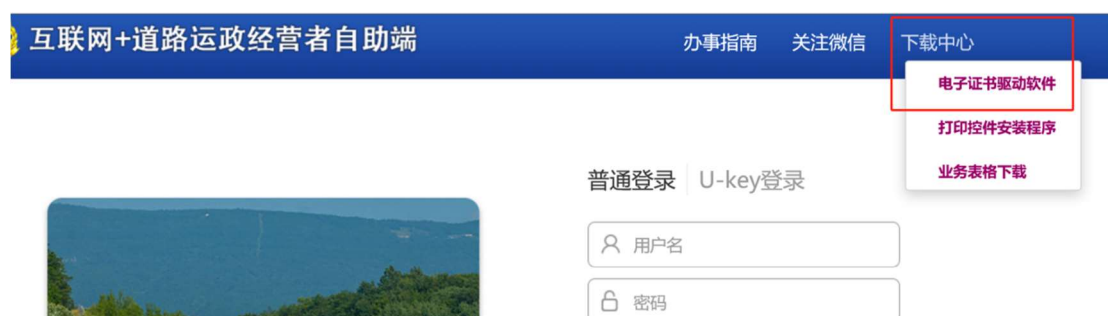 互联网+道路运政经营者自助端 办事指南 关注微信 下载中心
电子证书驱动软件
打印控件安装程序
业务表格下载
普通登录 U-key登录
用户名
密码